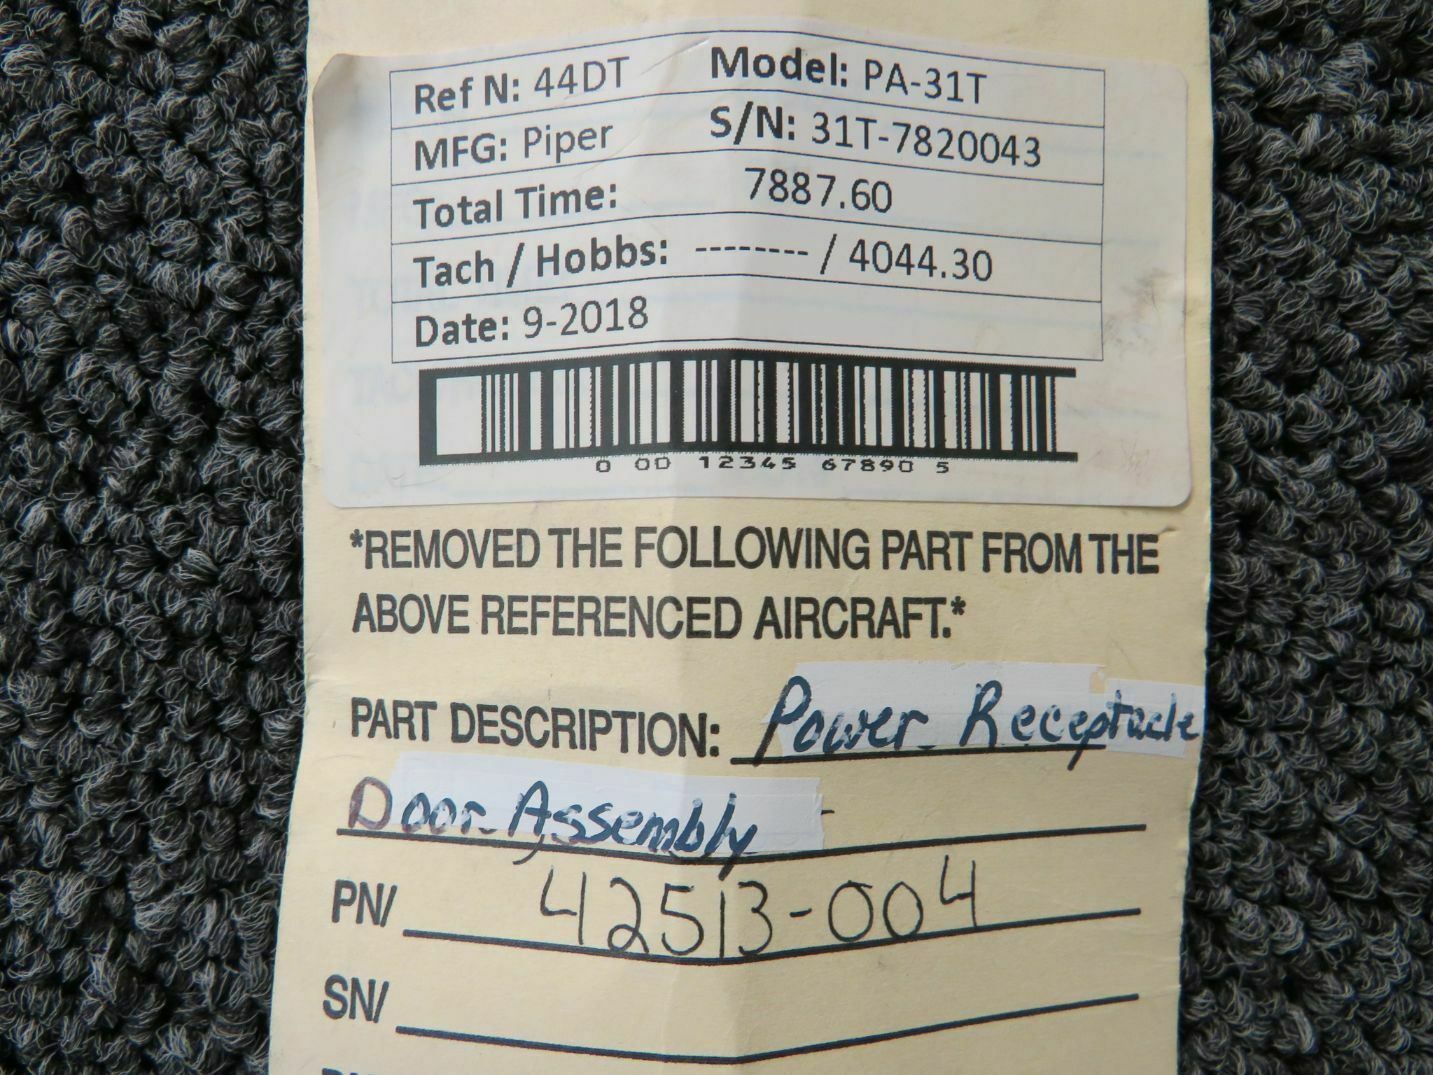 Ref N: 44DT Model: PA-31T
MFG: Piper S/N: 31T-7820043
Total Time: 7887.60
Tach / Hobbs: -------- / 4044.30
Date: 9-2018
0 00 12345 67890 5
*REMOVED THE FOLLOWING PART FROM THE
ABOVE REFERENCED AIRCRAFT.*
PART DESCRIPTION: Power Receptacle
Door Assembly
PN/ 42513-004
SN/